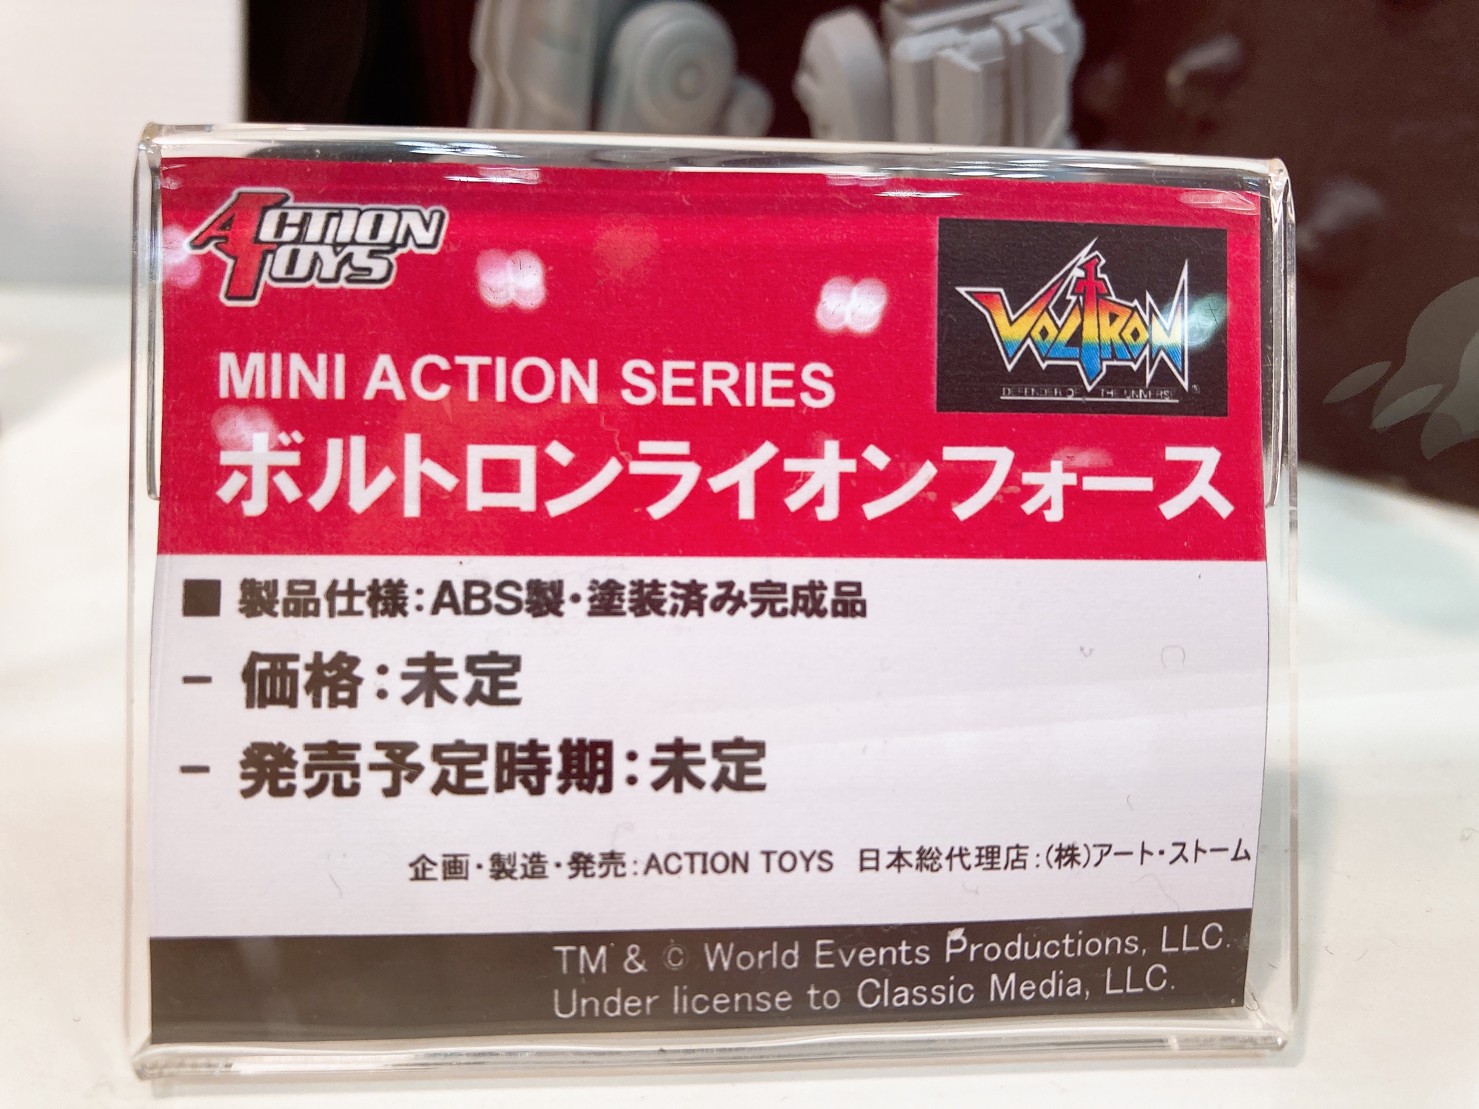 ACTION TOYS
VOLTRON
DEFENDER OF THE UNIVERSE
MINI ACTION SERIES
ボルトロンライオンフォース
■ 製品仕様:ABS製・塗装済み完成品
− 価格:未定
− 発売予定時期:未定
企画・製造・発売:ACTION TOYS 日本総代理店:(株)アート・ストーム
TM & © World Events Productions, LLC.
Under license to Classic Media, LLC.